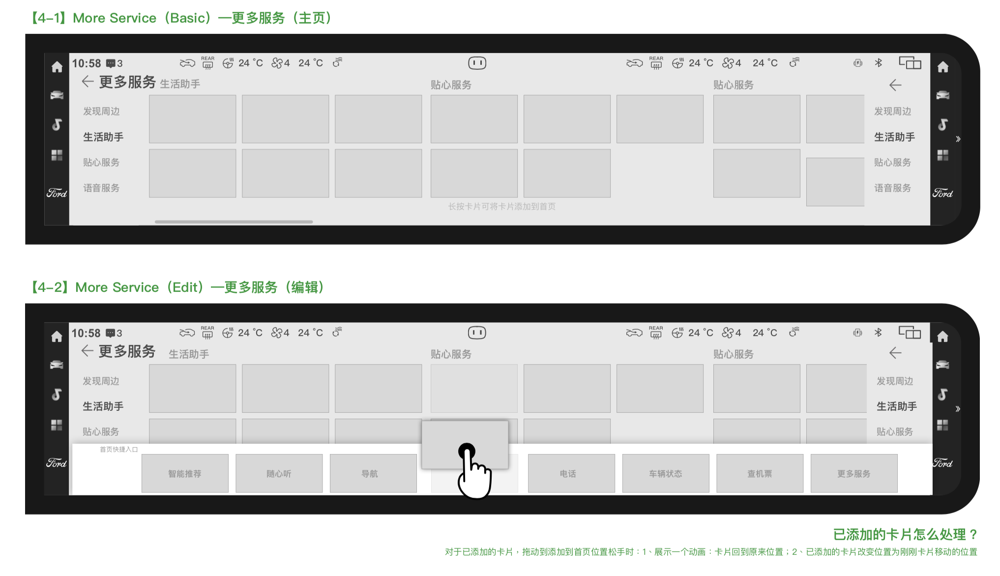 【4-1】More Service（Basic）—更多服务（主页）
10:58 3 REAR 24 °C 4 24 °C REAR 24 °C 4 24 °C
更多服务 生活助手 贴心服务 贴心服务
发现周边 发现周边
生活助手 生活助手
贴心服务 贴心服务
语音服务 语音服务
Ford Ford
长按卡片可将卡片添加到首页
【4-2】More Service（Edit）—更多服务（编辑）
10:58 3 REAR 24 °C 4 24 °C REAR 24 °C 4 24 °C
更多服务 生活助手 贴心服务 贴心服务
发现周边 发现周边
生活助手 生活助手
贴心服务 贴心服务
首页快捷入口
Ford Ford
智能推荐 随心听 导航 电话 车辆状态 查机票 更多服务
已添加的卡片怎么处理？
对于已添加的卡片，拖动到添加到首页位置松手时：1、展示一个动画：卡片回到原来位置；2、已添加的卡片改变位置为刚刚卡片移动的位置